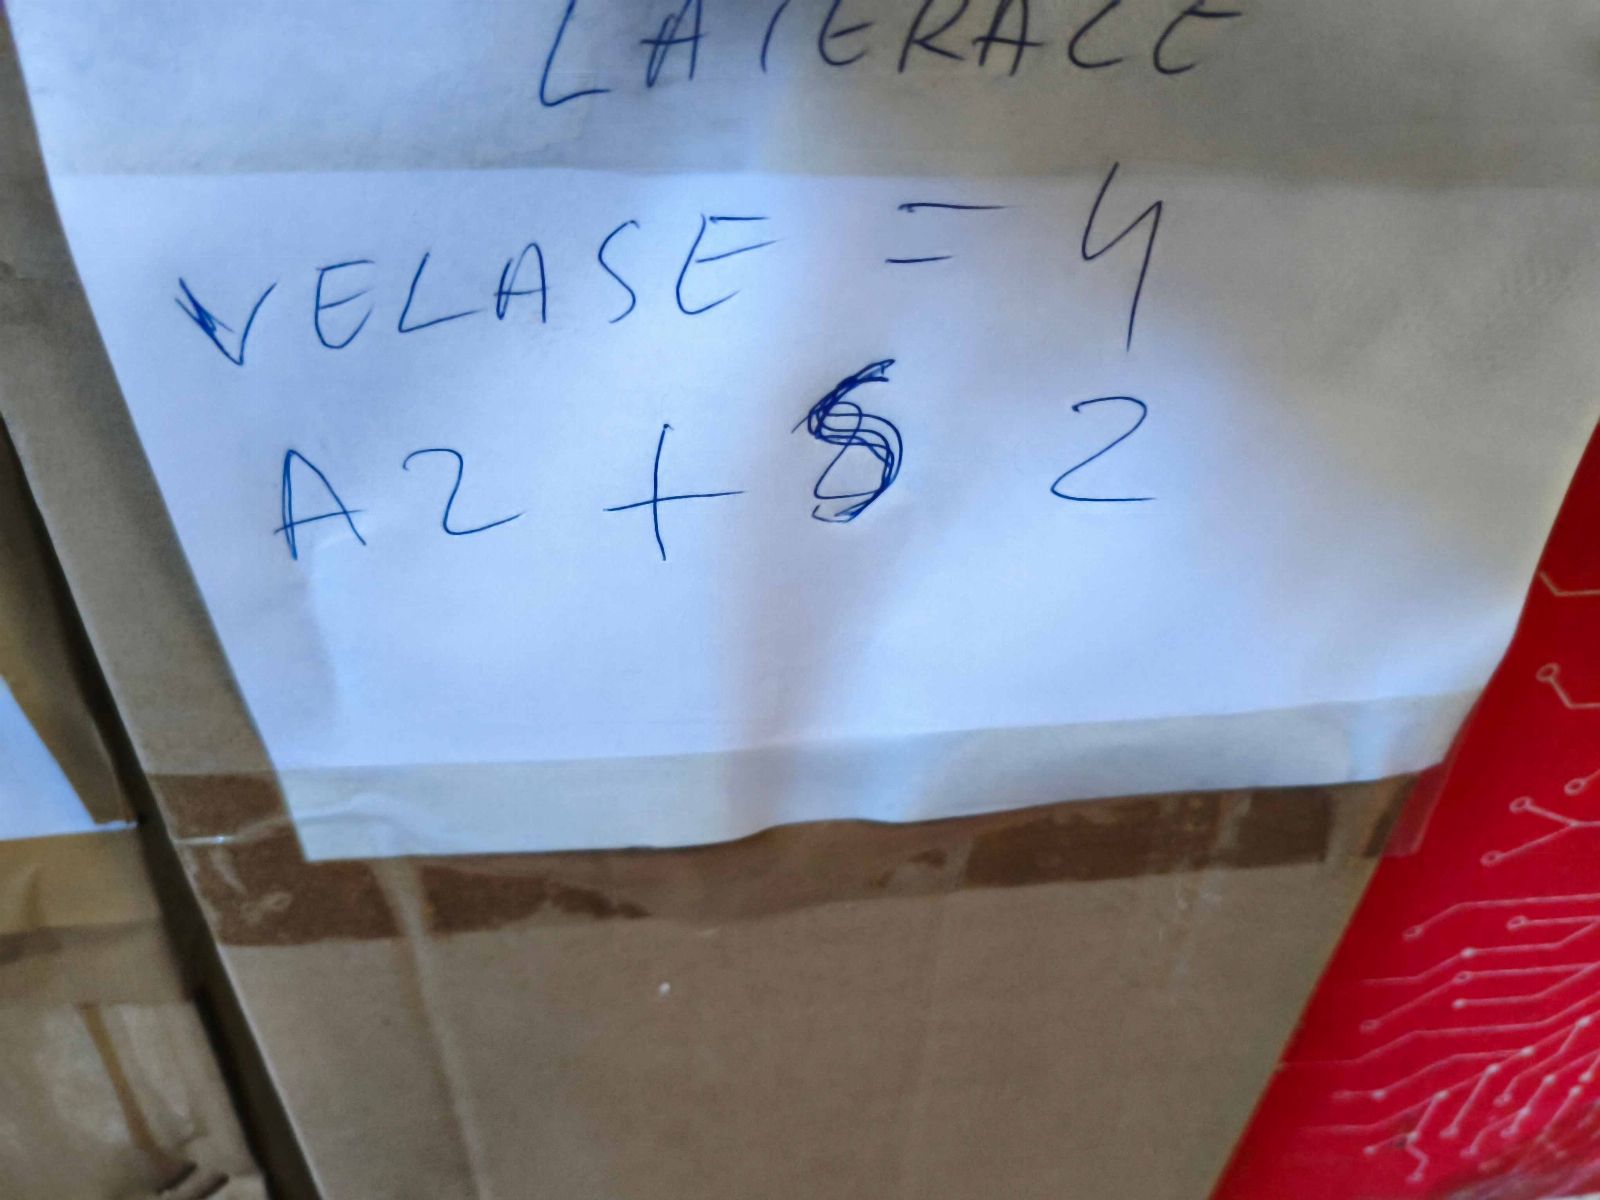 LATERALE
VELASE = 4
A2 + S 2